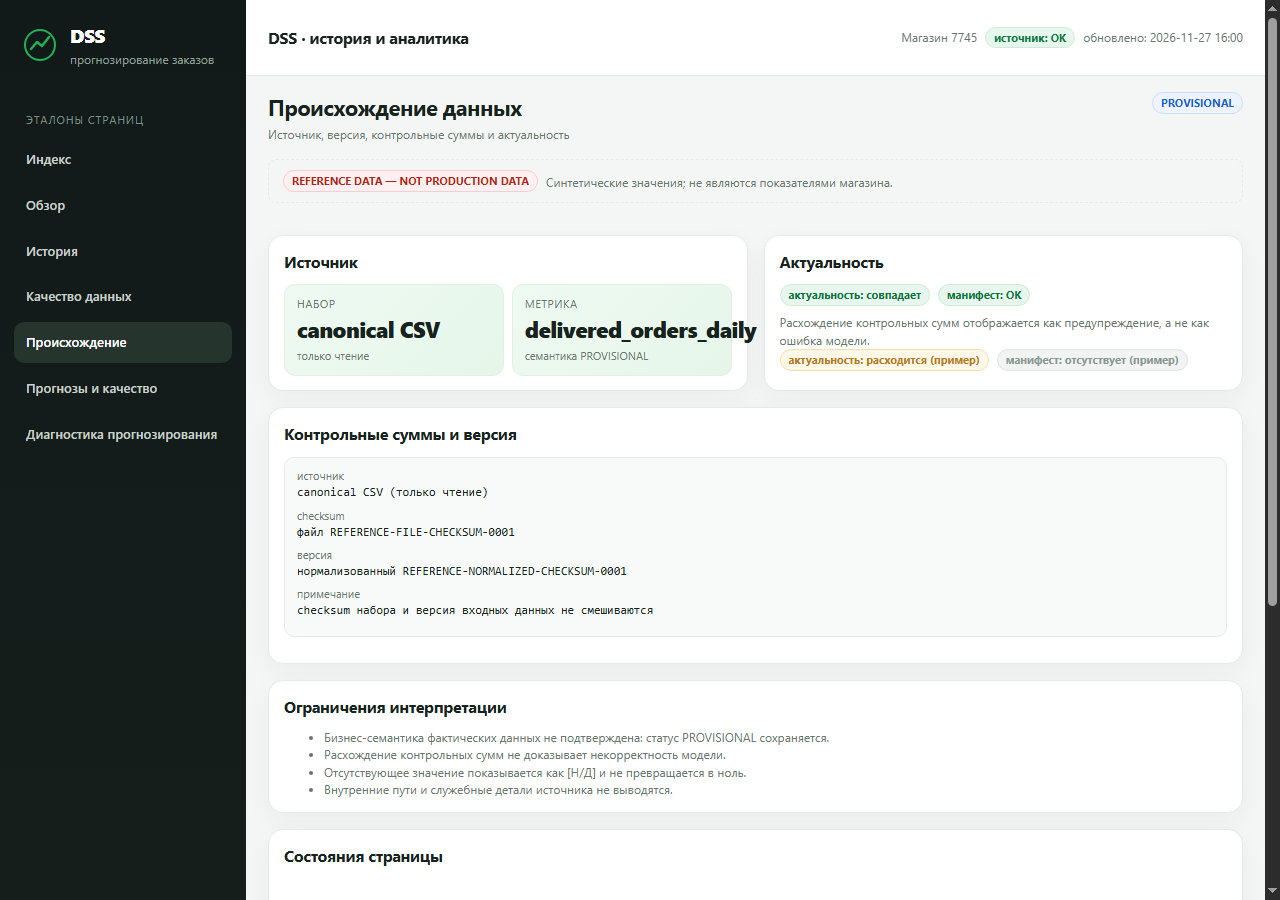 DSS
прогнозирование заказов
ЭТАЛОНЫ СТРАНИЦ
Индекс
Обзор
История
Качество данных
Происхождение
Прогнозы и качество
Диагностика прогнозирования
DSS · история и аналитика
Магазин 7745
источник: OK
обновлено: 2026-11-27 16:00
Происхождение данных
PROVISIONAL
Источник, версия, контрольные суммы и актуальность
REFERENCE DATA — NOT PRODUCTION DATA
Синтетические значения; не являются показателями магазина.
Источник
НАБОР
canonical CSV
только чтение
МЕТРИКА
delivered_orders_daily
семантика PROVISIONAL
Актуальность
актуальность: совпадает
манифест: OK
Расхождение контрольных сумм отображается как предупреждение, а не как
ошибка модели.
актуальность: расходится (пример)
манифест: отсутствует (пример)
Контрольные суммы и версия
источник
canonical CSV (только чтение)
checksum
файл REFERENCE-FILE-CHECKSUM-0001
версия
нормализованный REFERENCE-NORMALIZED-CHECKSUM-0001
примечание
checksum набора и версия входных данных не смешиваются
Ограничения интерпретации
• Бизнес-семантика фактических данных не подтверждена: статус PROVISIONAL сохраняется.
• Расхождение контрольных сумм не доказывает некорректность модели.
• Отсутствующее значение показывается как [Н/Д] и не превращается в ноль.
• Внутренние пути и служебные детали источника не выводятся.
Состояния страницы